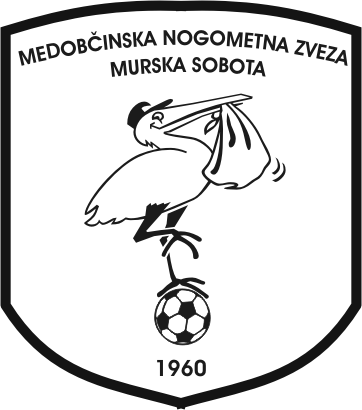 MEDOBČINSKA NOGOMETNA ZVEZA
MURSKA SOBOTA
1960